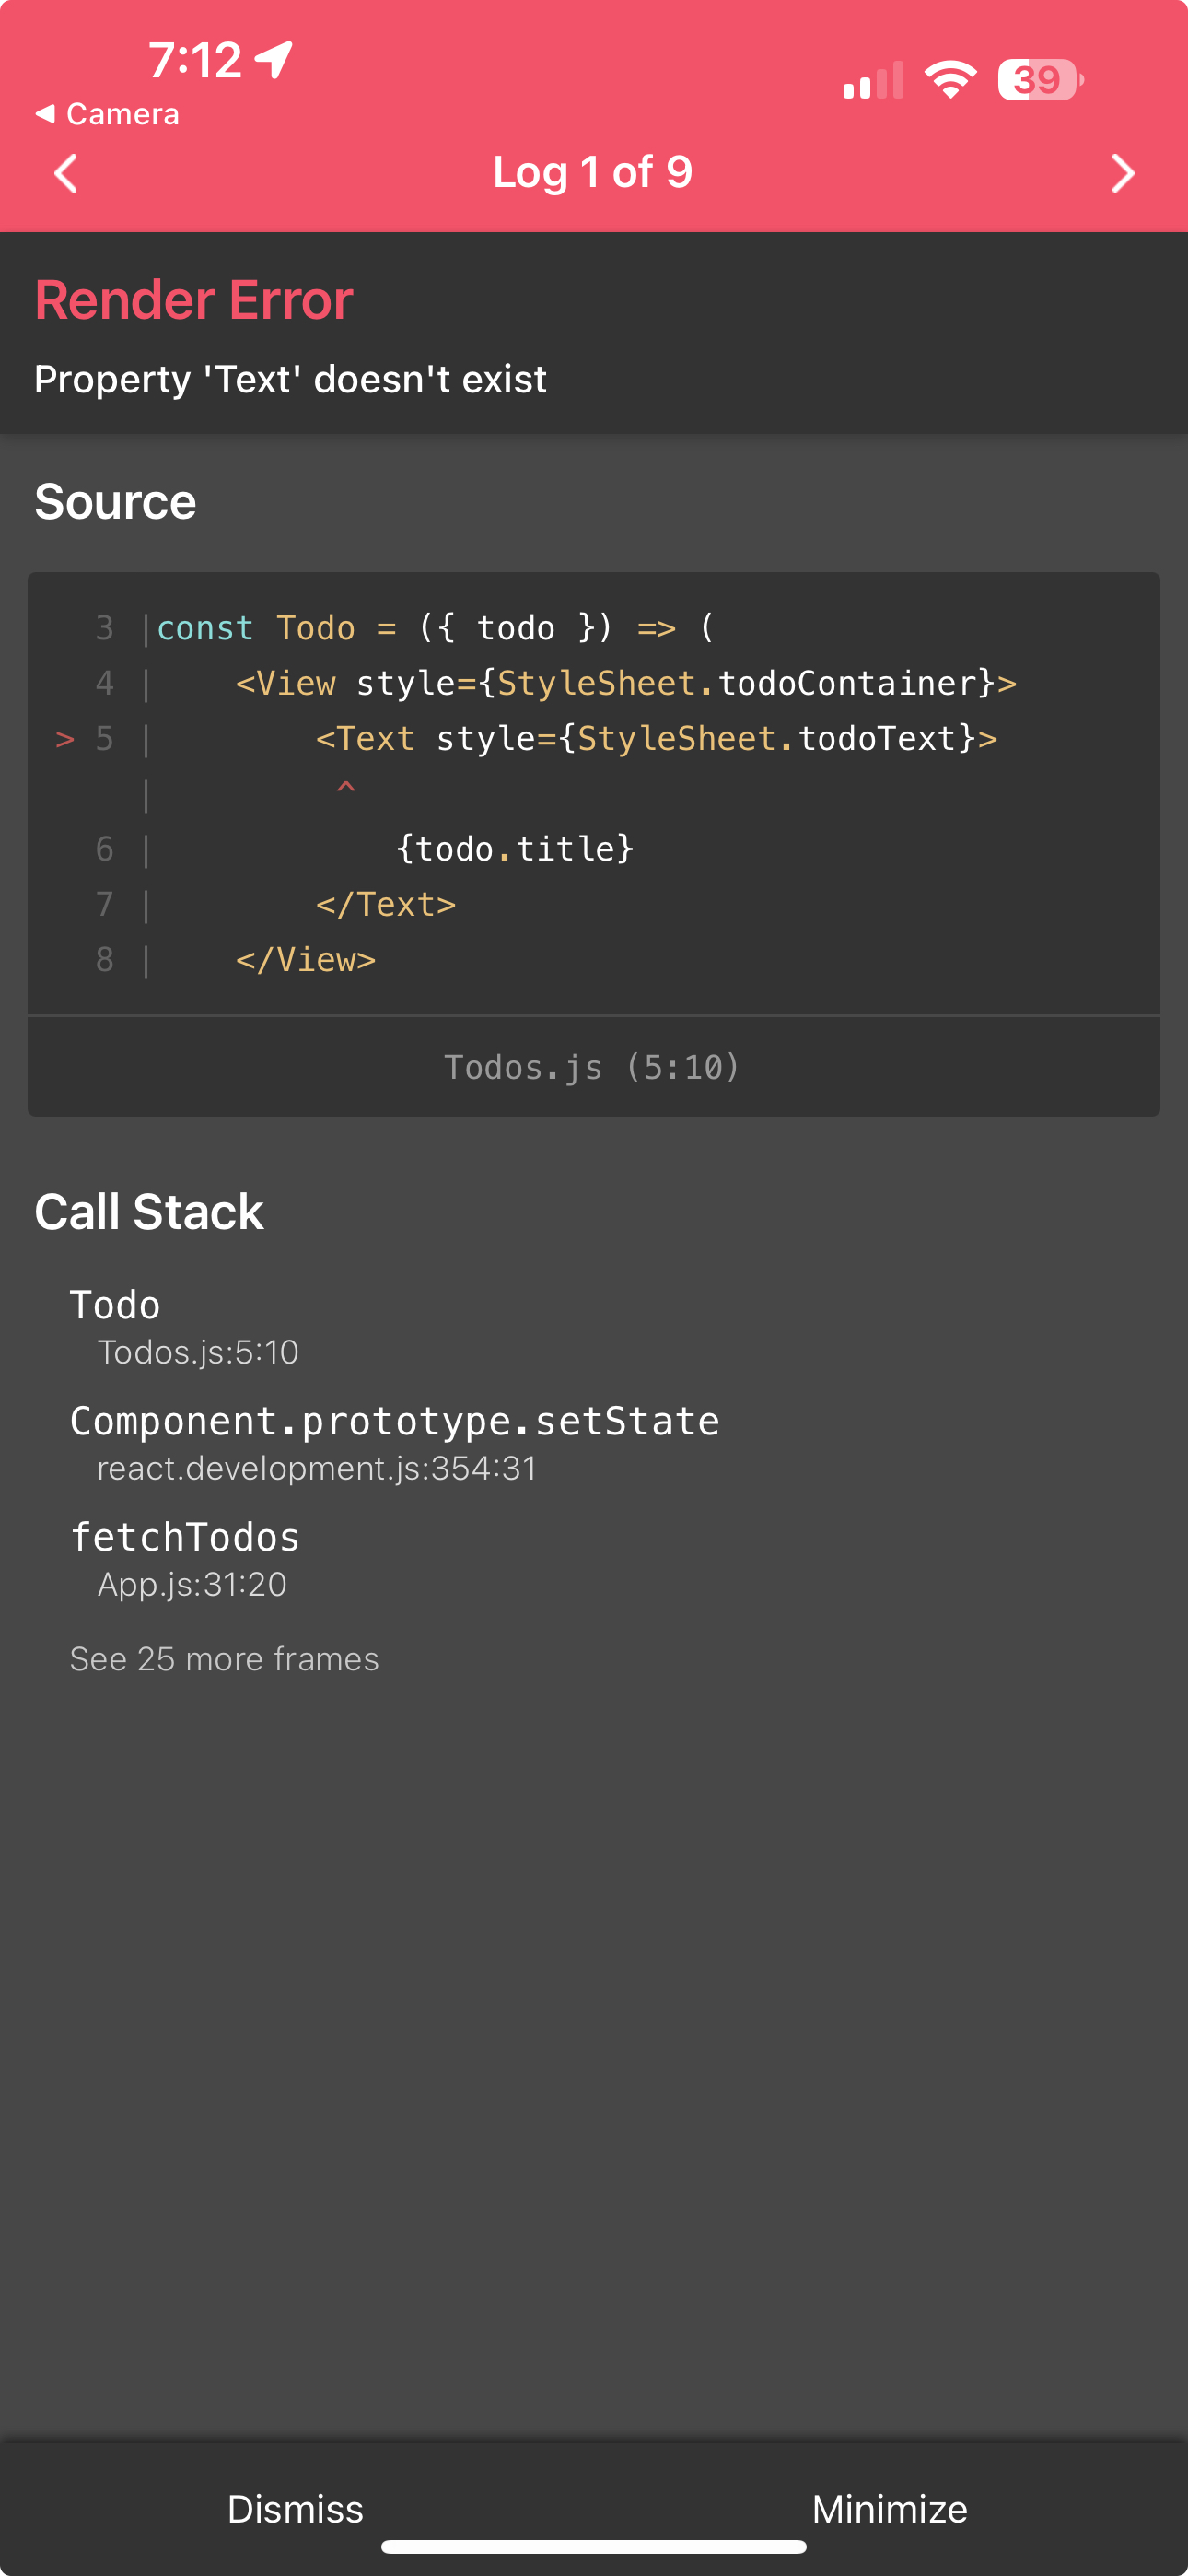 7:12
39
◀ Camera
Log 1 of 9
Render Error
Property 'Text' doesn't exist
Source
3 |const Todo = ({ todo }) => (
4 |    <View style={StyleSheet.todoContainer}>
> 5 |        <Text style={StyleSheet.todoText}>
|         ^
6 |            {todo.title}
7 |        </Text>
8 |    </View>
Todos.js (5:10)
Call Stack
Todo
Todos.js:5:10
Component.prototype.setState
react.development.js:354:31
fetchTodos
App.js:31:20
See 25 more frames
Dismiss
Minimize